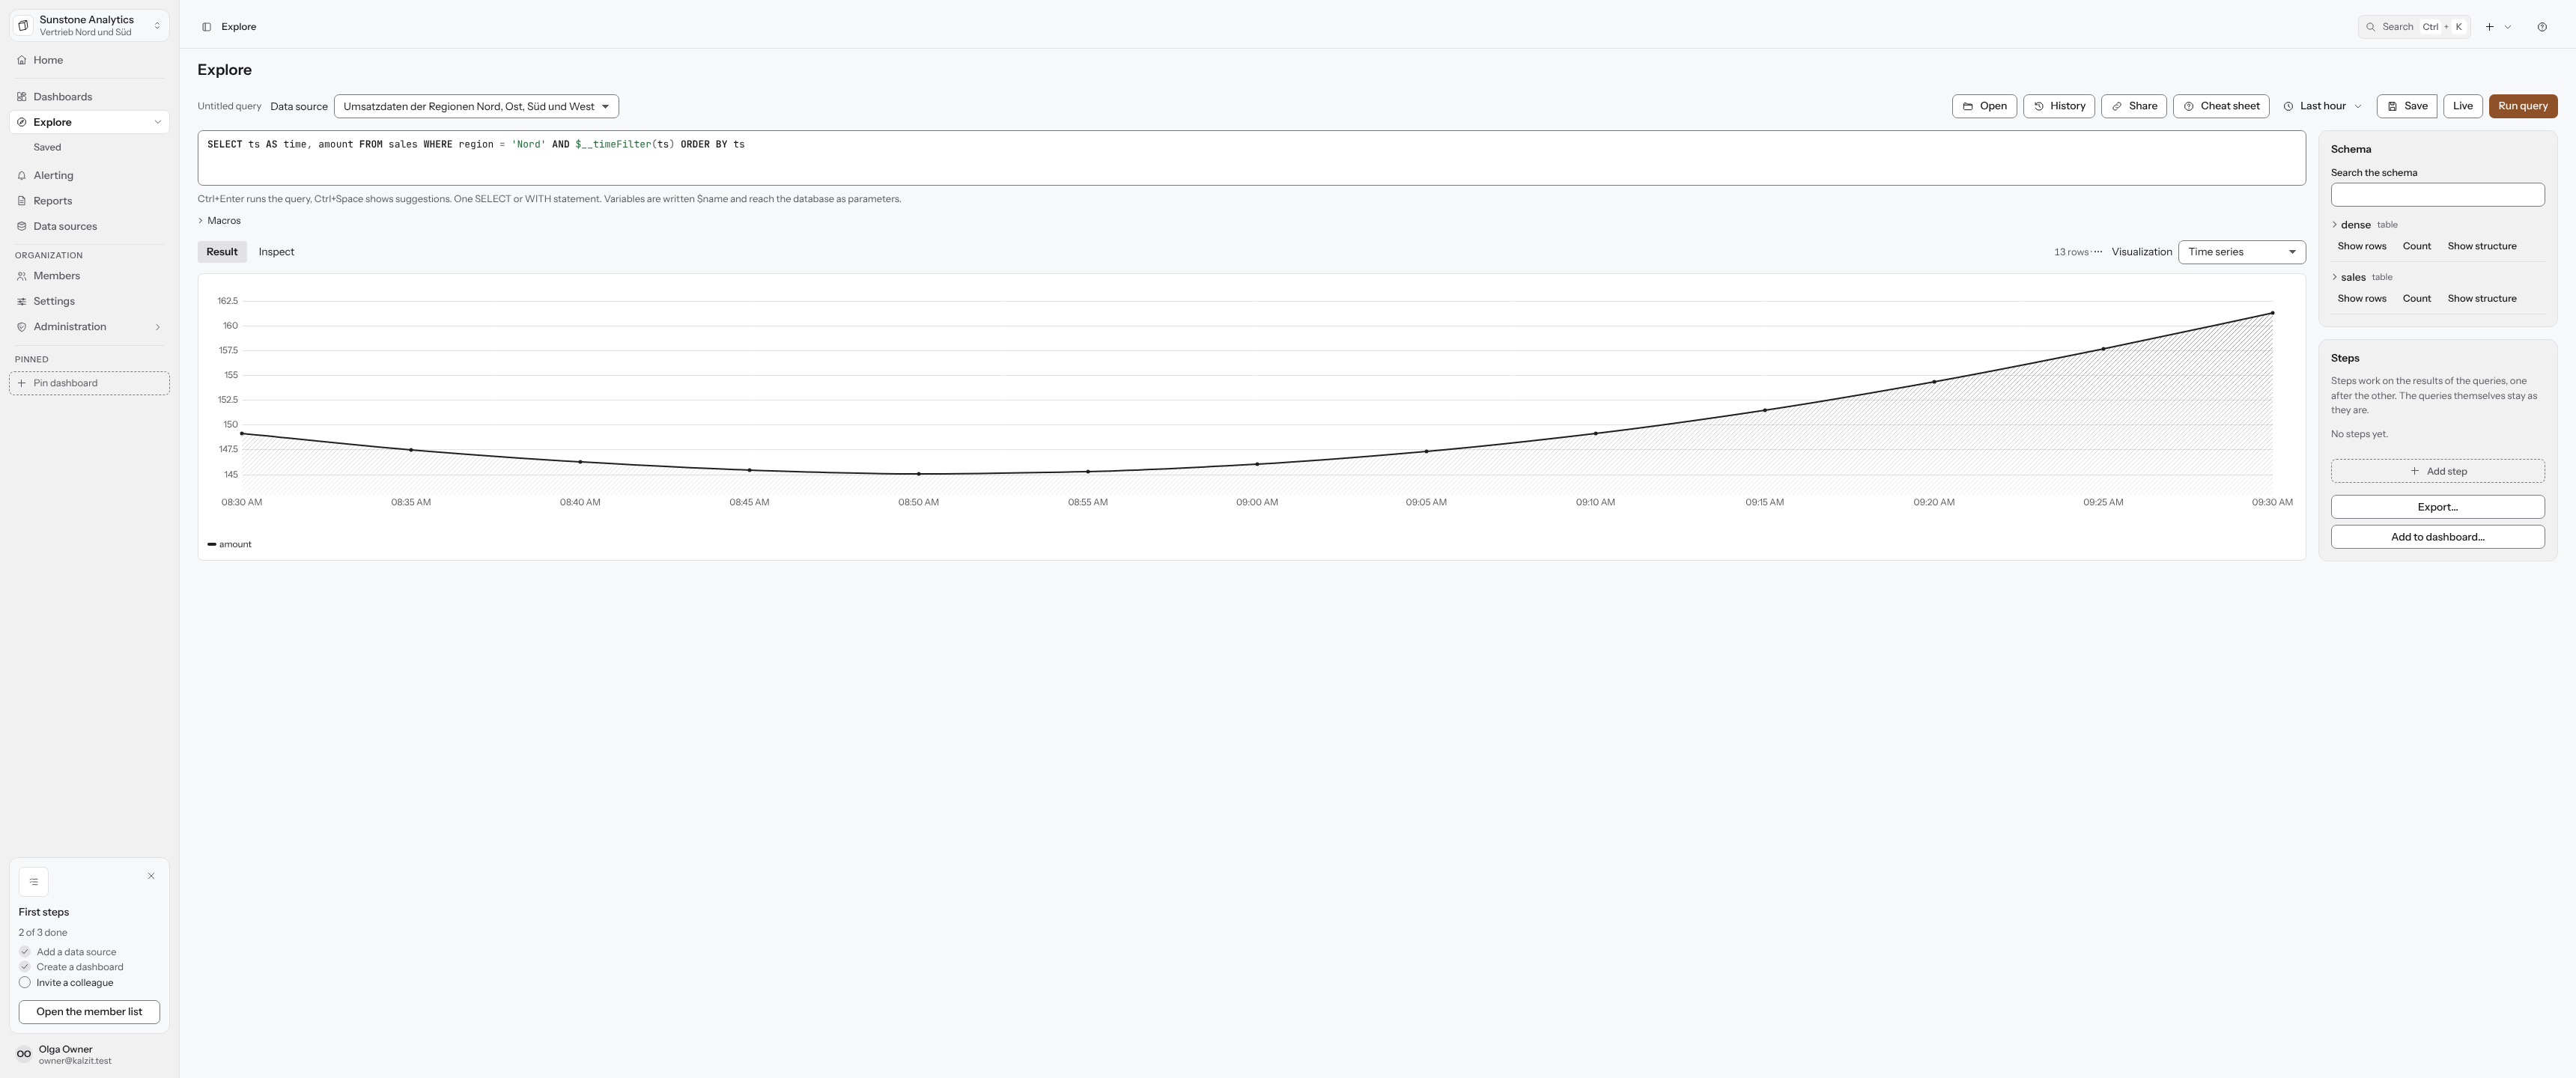 Sunstone Analytics
Vertrieb Nord und Süd
Home
Dashboards
Explore
Saved
Alerting
Reports
Data sources
ORGANIZATION
Members
Settings
Administration
PINNED
Pin dashboard
First steps
2 of 3 done
Add a data source
Create a dashboard
Invite a colleague
Open the member list
OO
Olga Owner
owner@kalzit.test
Explore
Search Ctrl + K
Explore
Untitled query Data source Umsatzdaten der Regionen Nord, Ost, Süd und West
Open History Share Cheat sheet Last hour Save Live Run query
SELECT ts AS time, amount FROM sales WHERE region = 'Nord' AND $__timeFilter(ts) ORDER BY ts
Ctrl+Enter runs the query, Ctrl+Space shows suggestions. One SELECT or WITH statement. Variables are written $name and reach the database as parameters.
Macros
Result Inspect
13 rows · ··· Visualization Time series
162.5
160
157.5
155
152.5
150
147.5
145
08:30 AM 08:35 AM 08:40 AM 08:45 AM 08:50 AM 08:55 AM 09:00 AM 09:05 AM 09:10 AM 09:15 AM 09:20 AM 09:25 AM 09:30 AM
amount
Schema
Search the schema
dense table
Show rows Count Show structure
sales table
Show rows Count Show structure
Steps
Steps work on the results of the queries, one
after the other. The queries themselves stay as
they are.
No steps yet.
Add step
Export...
Add to dashboard...